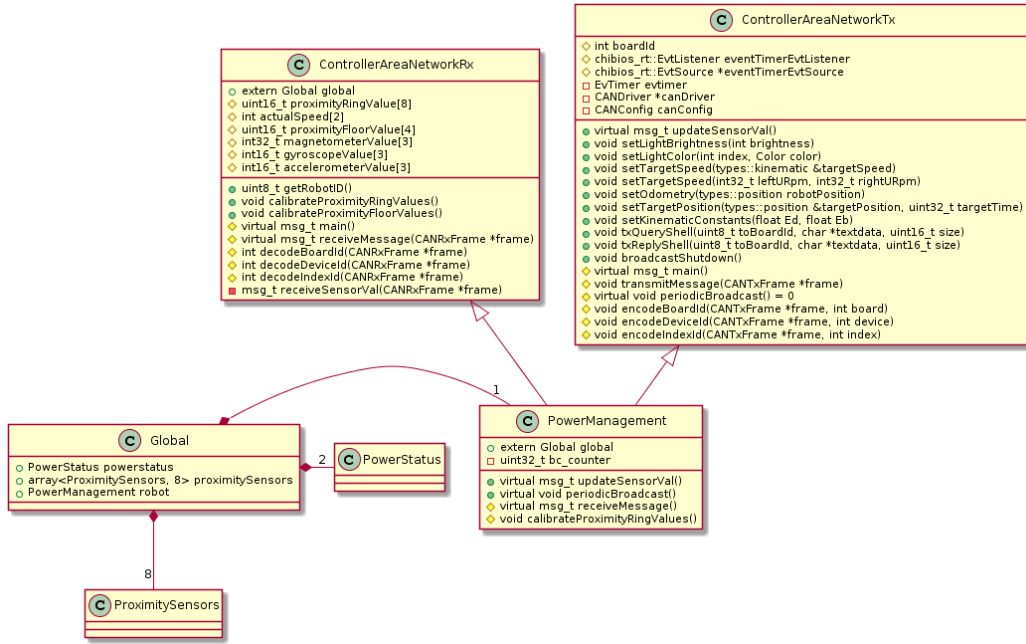 C ControllerAreaNetworkTx
int boardId
chibios_rt::EvtListener eventTimerEvtListener
chibios_rt::EvtSource *eventTimerEvtSource
EvTimer evtimer
CANDriver *canDriver
CANConfig canConfig
virtual msg_t updateSensorVal()
void setLightBrightness(int brightness)
void setLightColor(int index, Color color)
void setTargetSpeed(types::kinematic &targetSpeed)
void setTargetSpeed(int32_t leftURpm, int32_t rightURpm)
void setOdometry(types::position robotPosition)
void setTargetPosition(types::position &targetPosition, uint32_t targetTime)
void setKinematicConstants(float Ed, float Eb)
void txQueryShell(uint8_t toBoardId, char *textdata, uint16_t size)
void txReplyShell(uint8_t toBoardId, char *textdata, uint16_t size)
void broadcastShutdown()
virtual msg_t main()
void transmitMessage(CANTxFrame *frame)
virtual void periodicBroadcast() = 0
void encodeBoardId(CANTxFrame *frame, int board)
void encodeDeviceId(CANTxFrame *frame, int device)
void encodeIndexId(CANTxFrame *frame, int index)
C ControllerAreaNetworkRx
extern Global global
uint16_t proximityRingValue[8]
int actualSpeed[2]
uint16_t proximityFloorValue[4]
int32_t magnetometerValue[3]
int16_t gyroscopeValue[3]
int16_t accelerometerValue[3]
uint8_t getRobotID()
void calibrateProximityRingValues()
void calibrateProximityFloorValues()
virtual msg_t main()
virtual msg_t receiveMessage(CANRxFrame *frame)
int decodeBoardId(CANRxFrame *frame)
int decodeDeviceId(CANRxFrame *frame)
int decodeIndexId(CANRxFrame *frame)
msg_t receiveSensorVal(CANRxFrame *frame)
1
C PowerManagement
extern Global global
uint32_t bc_counter
virtual msg_t updateSensorVal()
virtual void periodicBroadcast()
virtual msg_t receiveMessage()
void calibrateProximityRingValues()
C Global
PowerStatus powerstatus
array<ProximitySensors, 8> proximitySensors
PowerManagement robot
2
C PowerStatus
8
C ProximitySensors